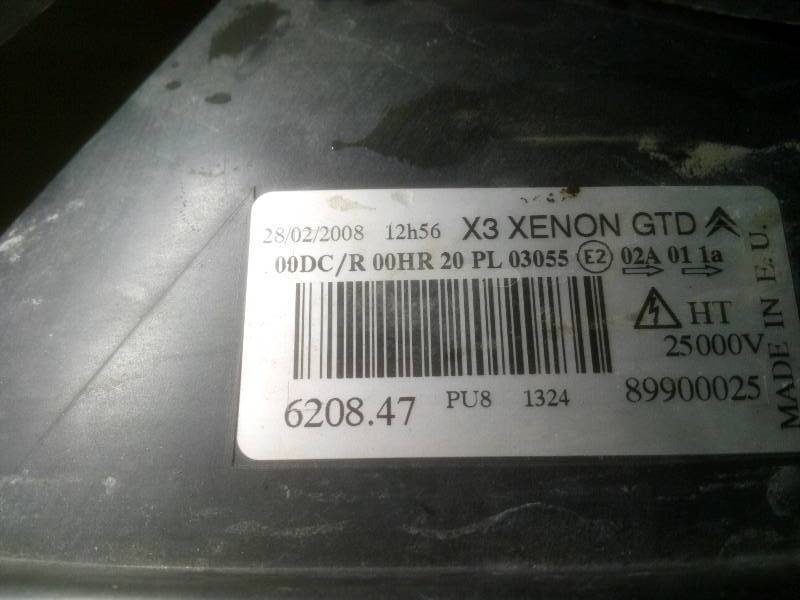 28/02/2008 12h56 X3 XENON GTD
00DC/R 00HR 20 PL 03055 E2 02A 01 1a
HT
25000V
6208.47 PU8 1324 89900025
MADE IN E.U.